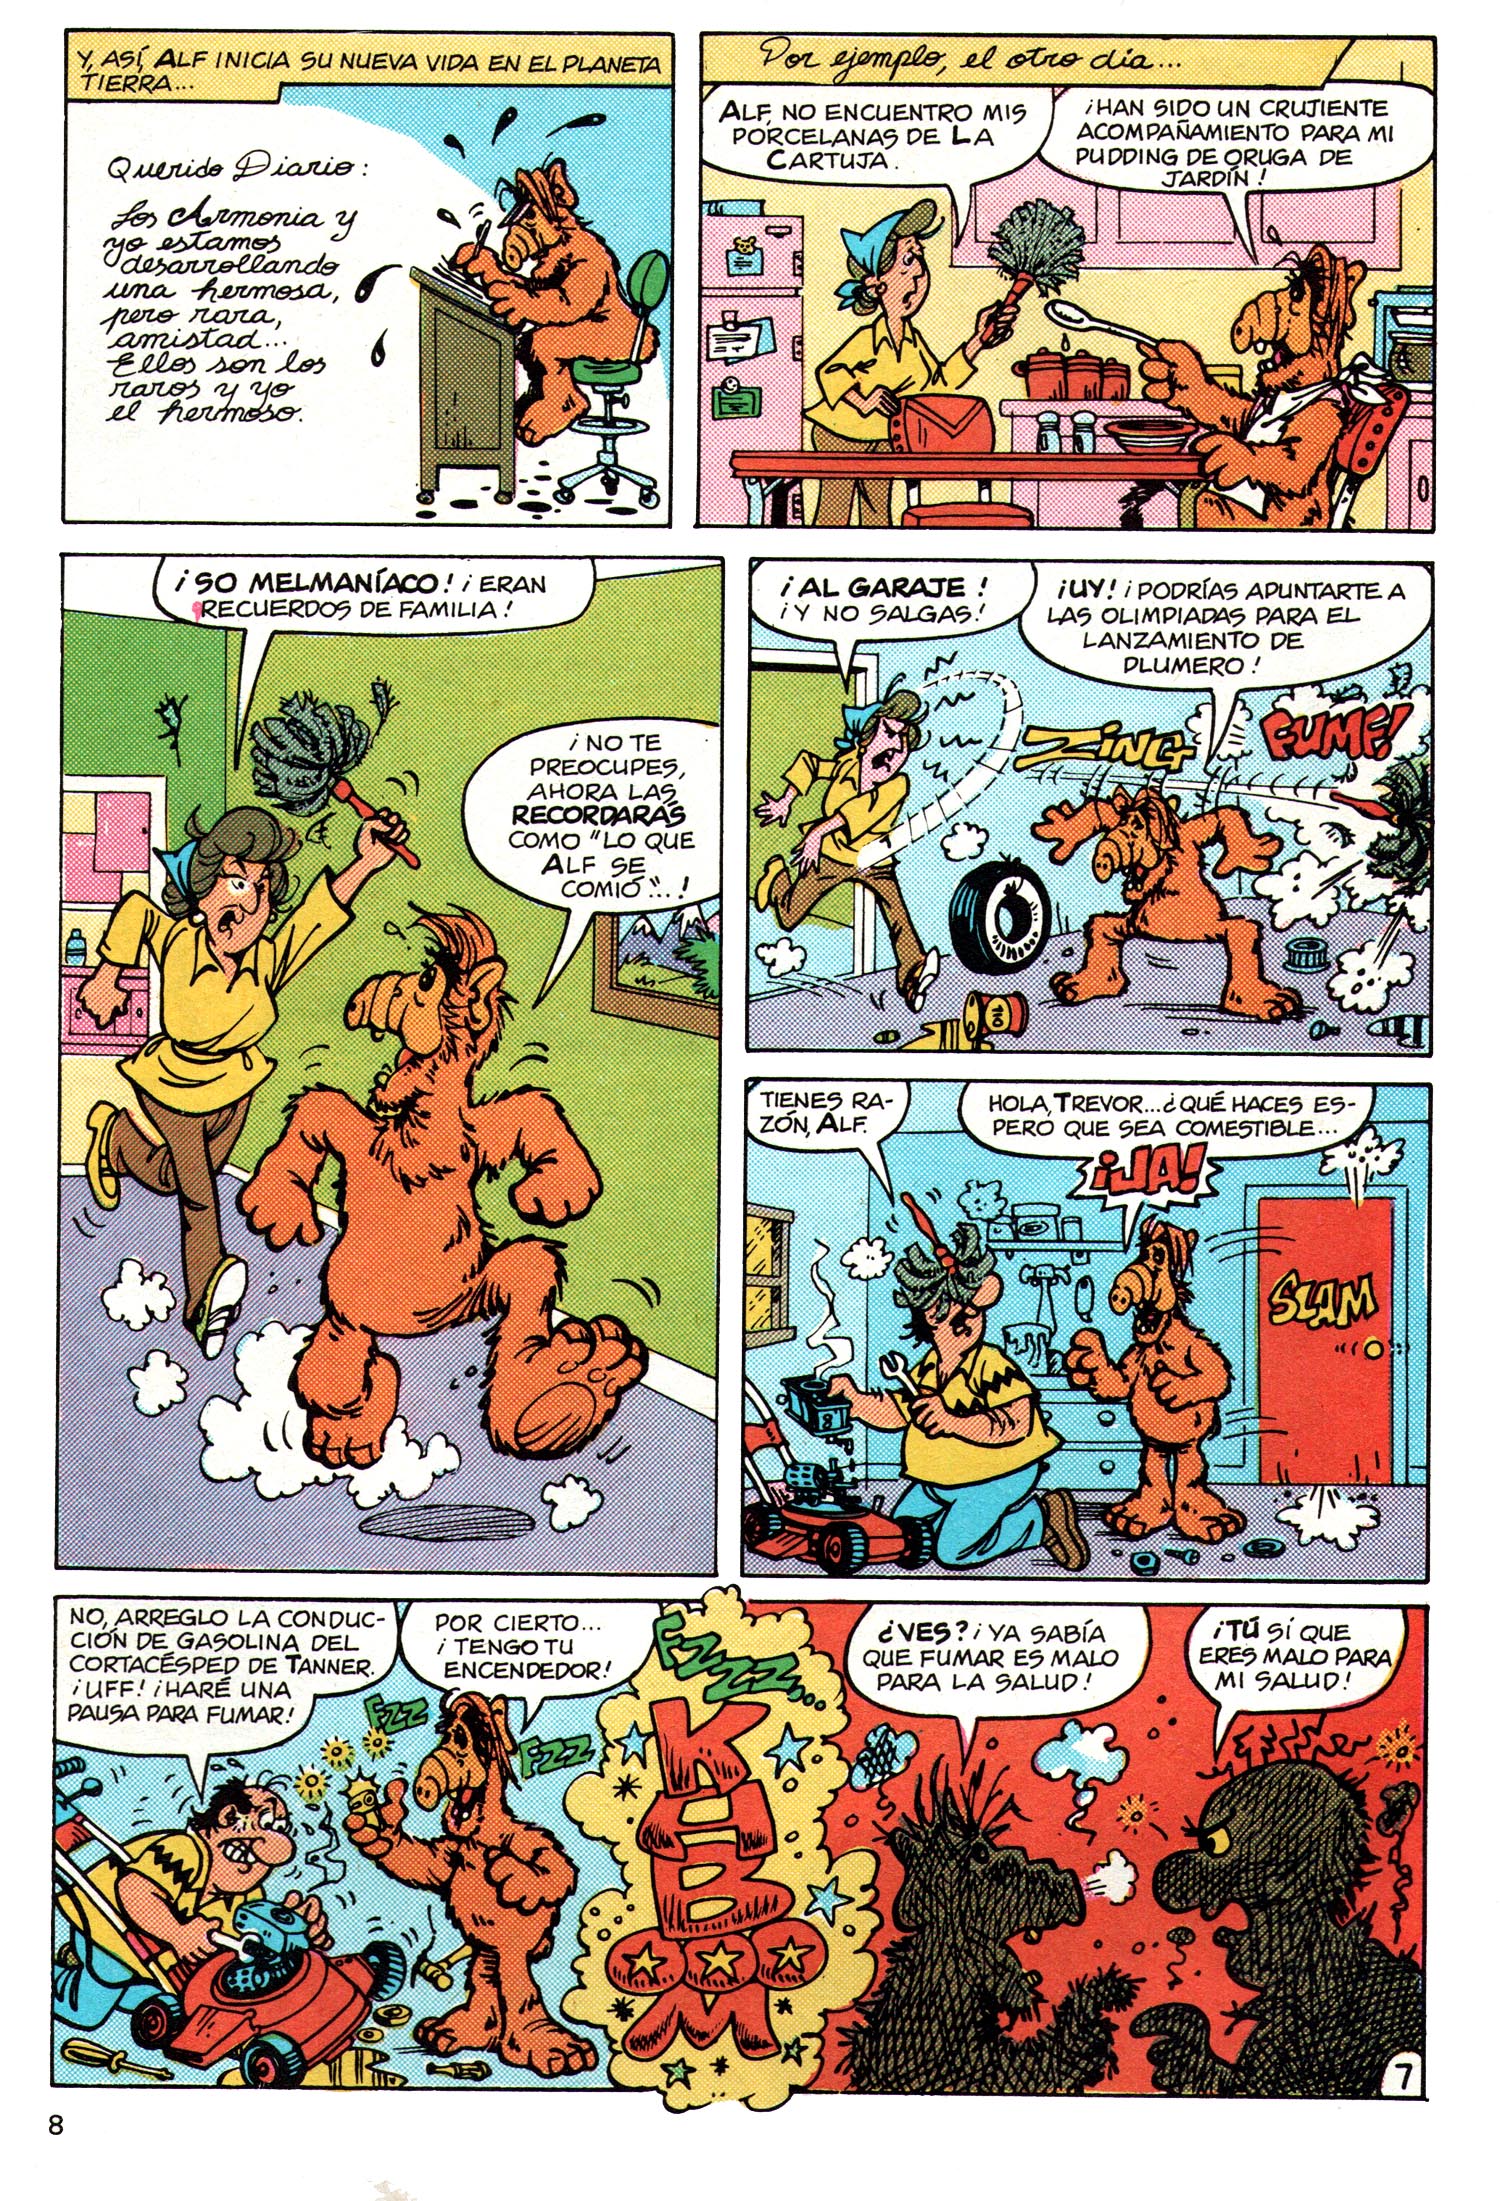 Y, ASÍ, ALF INICIA SU NUEVA VIDA EN EL PLANETA
TIERRA...
Querido Diario:
Los Armonia y
yo estamos
desarrollando
una hermosa,
pero rara,
amistad...
Ellos son los
raros y yo
el hermoso.
Por ejemplo, el otro día...
ALF, NO ENCUENTRO MIS
PORCELANAS DE LA
CARTUJA.
¡HAN SIDO UN CRUJIENTE
ACOMPAÑAMIENTO PARA MI
PUDDING DE ORUGA DE
JARDÍN!
¡SO MELMANÍACO! ¡ERAN
RECUERDOS DE FAMILIA!
¡NO TE
PREOCUPES,
AHORA LAS
RECORDARÁS
COMO "LO QUE
ALF SE
COMIÓ"...!
¡AL GARAJE!
¡Y NO SALGAS!
¡UY! ¡PODRÍAS APUNTARTE A
LAS OLIMPIADAS PARA EL
LANZAMIENTO DE
PLUMERO!
ZING
FUMF!
OIL
TIENES RA-
ZÓN, ALF.
HOLA, TREVOR...¿QUÉ HACES? ES-
PERO QUE SEA COMESTIBLE...
¡JA!
SLAM
8
NO, ARREGLO LA CONDUC-
CIÓN DE GASOLINA DEL
CORTACÉSPED DE TANNER.
¡UFF! ¡HARÉ UNA
PAUSA PARA FUMAR!
POR CIERTO...
¡TENGO TU
ENCENDEDOR!
FZZ
FZZ
FZZZZ...
KABOOM
¿VES? ¡YA SABÍA
QUE FUMAR ES MALO
PARA LA SALUD!
¡TÚ SÍ QUE
ERES MALO PARA
MI SALUD!
7
8